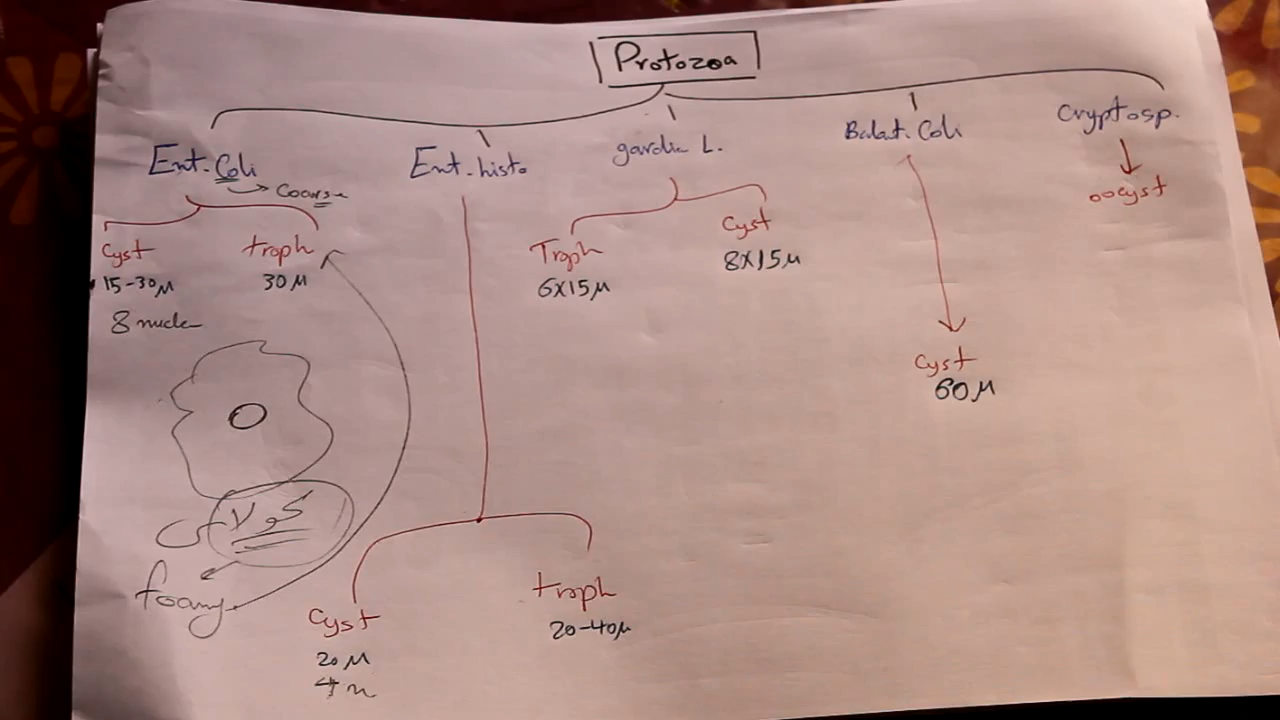 Protozoa
Ent. Coli
Coarse
Cyst
15-30μ
8 nucle
troph
30μ
Ent. histo
Cyst
20μ
4 n
troph
20-40μ
gardia L.
Troph
6X15μ
Cyst
8X15μ
Balat. Coli
Cyst
60μ
Cryptosp.
oocyst
كولا
foamy